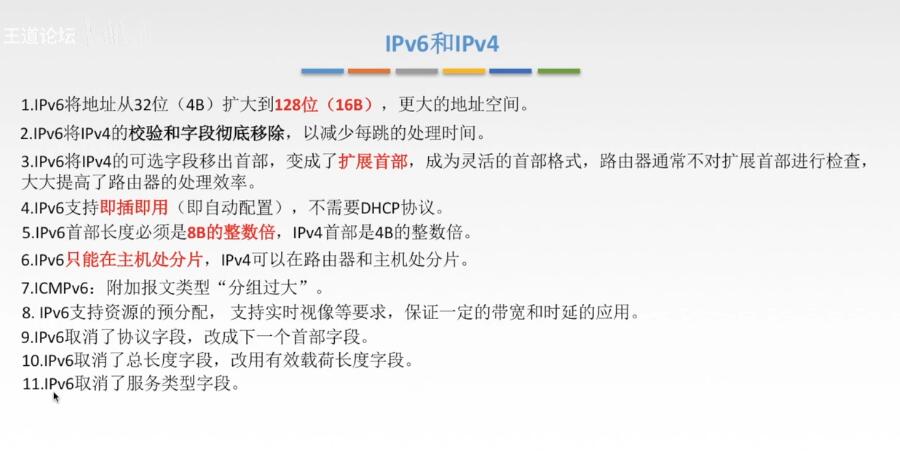 王道论坛
IPv6和IPv4
1.IPv6将地址从32位（4B）扩大到128位（16B），更大的地址空间。
2.IPv6将IPv4的校验和字段彻底移除，以减少每跳的处理时间。
3.IPv6将IPv4的可选字段移出首部，变成了扩展首部，成为灵活的首部格式，路由器通常不对扩展首部进行检查，
大大提高了路由器的处理效率。
4.IPv6支持即插即用（即自动配置），不需要DHCP协议。
5.IPv6首部长度必须是8B的整数倍，IPv4首部是4B的整数倍。
6.IPv6只能在主机处分片，IPv4可以在路由器和主机处分片。
7.ICMPv6：附加报文类型“分组过大”。
8. IPv6支持资源的预分配， 支持实时视像等要求，保证一定的带宽和时延的应用。
9.IPv6取消了协议字段，改成下一个首部字段。
10.IPv6取消了总长度字段，改用有效载荷长度字段。
11.IPv6取消了服务类型字段。